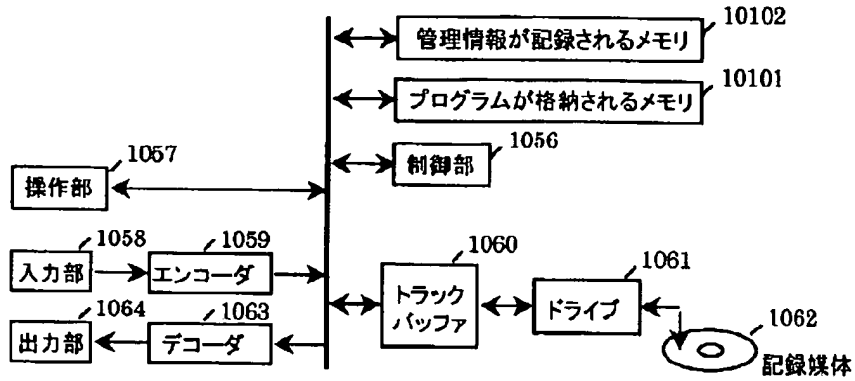 10102
管理情報が記録されるメモリ
10101
プログラムが格納されるメモリ
1056
制御部
1057
操作部
1058
入力部
1059
エンコーダ
1064
出力部
1063
デコーダ
1060
トラック
バッファ
1061
ドライブ
1062
記録媒体